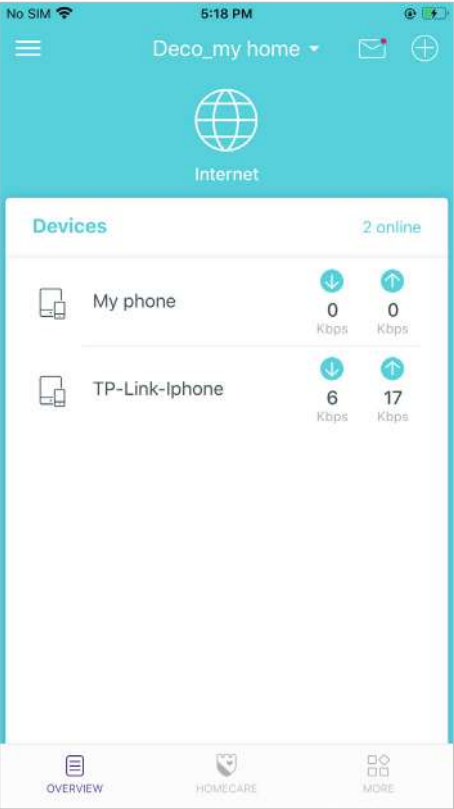 No SIM 5:18 PM
Deco_my home
Internet
Devices 2 online
My phone 0 Kbps 0 Kbps
TP-Link-Iphone 6 Kbps 17 Kbps
OVERVIEW HOMECARE MORE